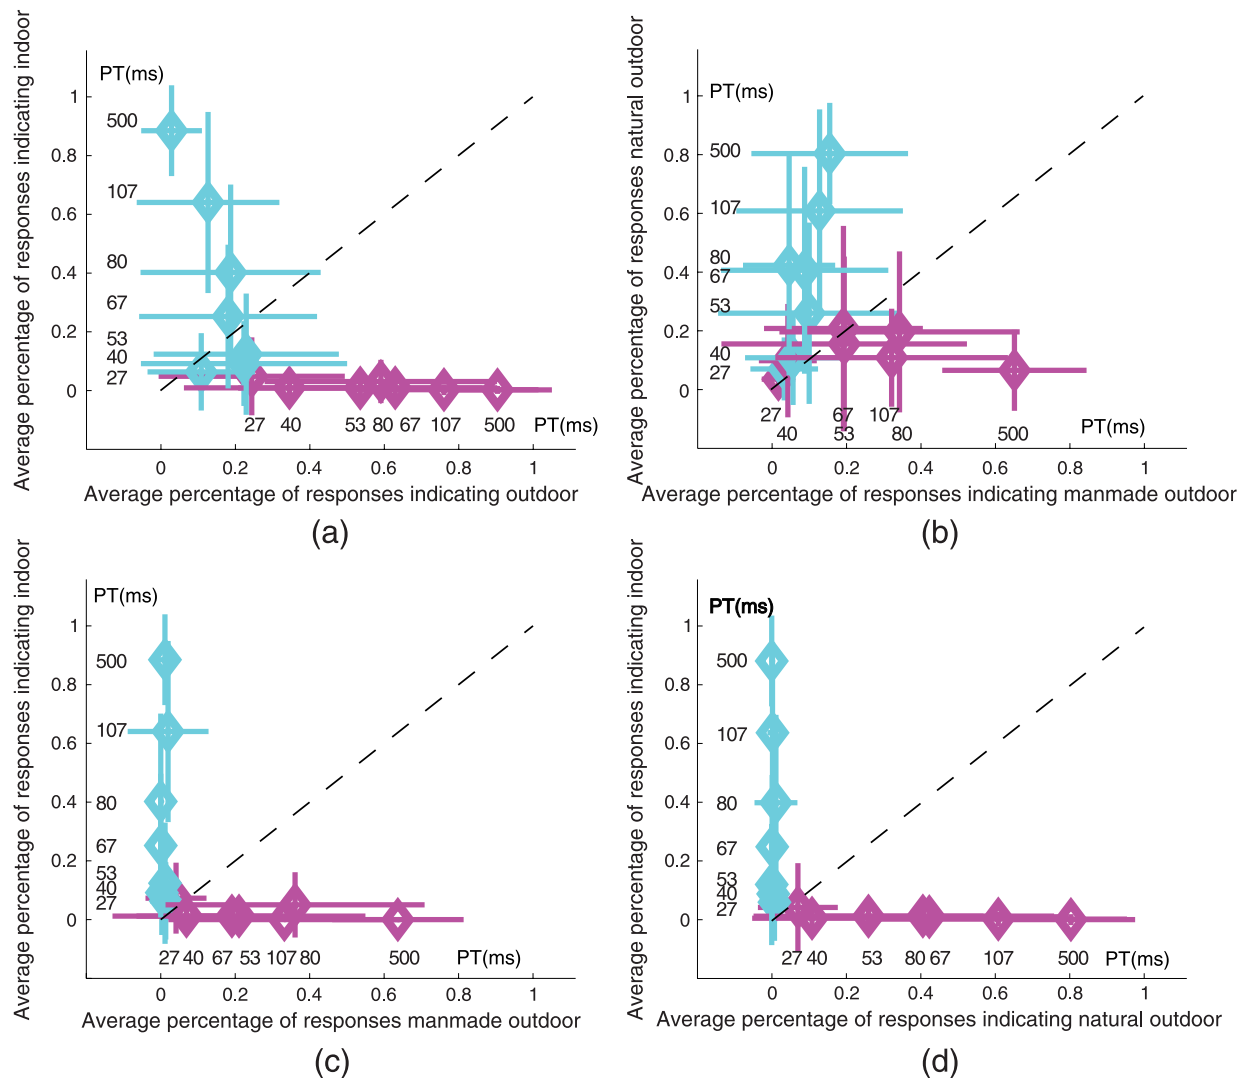 Average percentage of responses indicating indoor
PT(ms)
1
500
0.8
107
0.6
80
0.4
67
0.2
53
40
27
0
27 40 53 80 67 107 500 PT(ms)
0 0.2 0.4 0.6 0.8 1
Average percentage of responses indicating outdoor
(a)
Average percentage of responses natural outdoor
PT(ms)
1
500
0.8
107
0.6
80
67
0.4
53
0.2
40
27
0
27 67 107
40 53 80 500 PT(ms)
0 0.2 0.4 0.6 0.8 1
Average percentage of responses indicating manmade outdoor
(b)
Average percentage of responses indicating indoor
PT(ms)
1
500
0.8
107
0.6
80
0.4
67
0.2
53
40
27
0
27 40 67 53 107 80 500 PT(ms)
0 0.2 0.4 0.6 0.8 1
Average percentage of responses manmade outdoor
(c)
Average percentage of responses indicating indoor
PT(ms)
1
500
0.8
107
0.6
80
0.4
67
0.2
53
40
27
0
27 40 53 80 67 107 500 PT(ms)
0 0.2 0.4 0.6 0.8 1
Average percentage of responses indicating natural outdoor
(d)